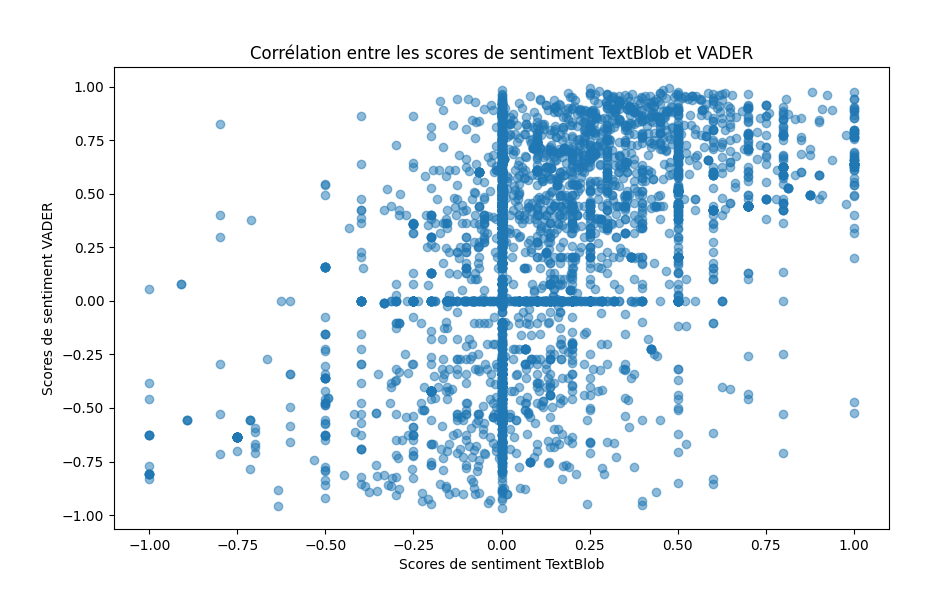 Corrélation entre les scores de sentiment TextBlob et VADER
Scores de sentiment VADER
1.00
0.75
0.50
0.25
0.00
−0.25
−0.50
−0.75
−1.00
−1.00 −0.75 −0.50 −0.25 0.00 0.25 0.50 0.75 1.00
Scores de sentiment TextBlob